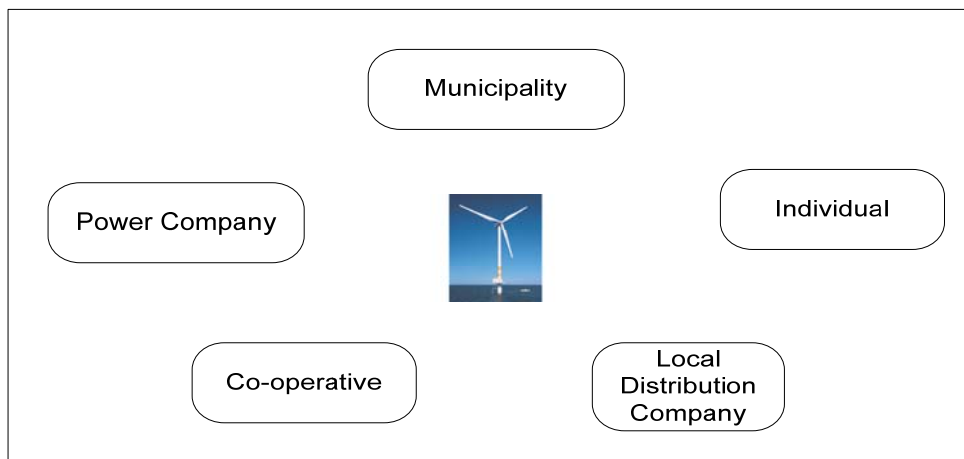 Municipality
Power Company
Individual
Co-operative
Local
Distribution
Company